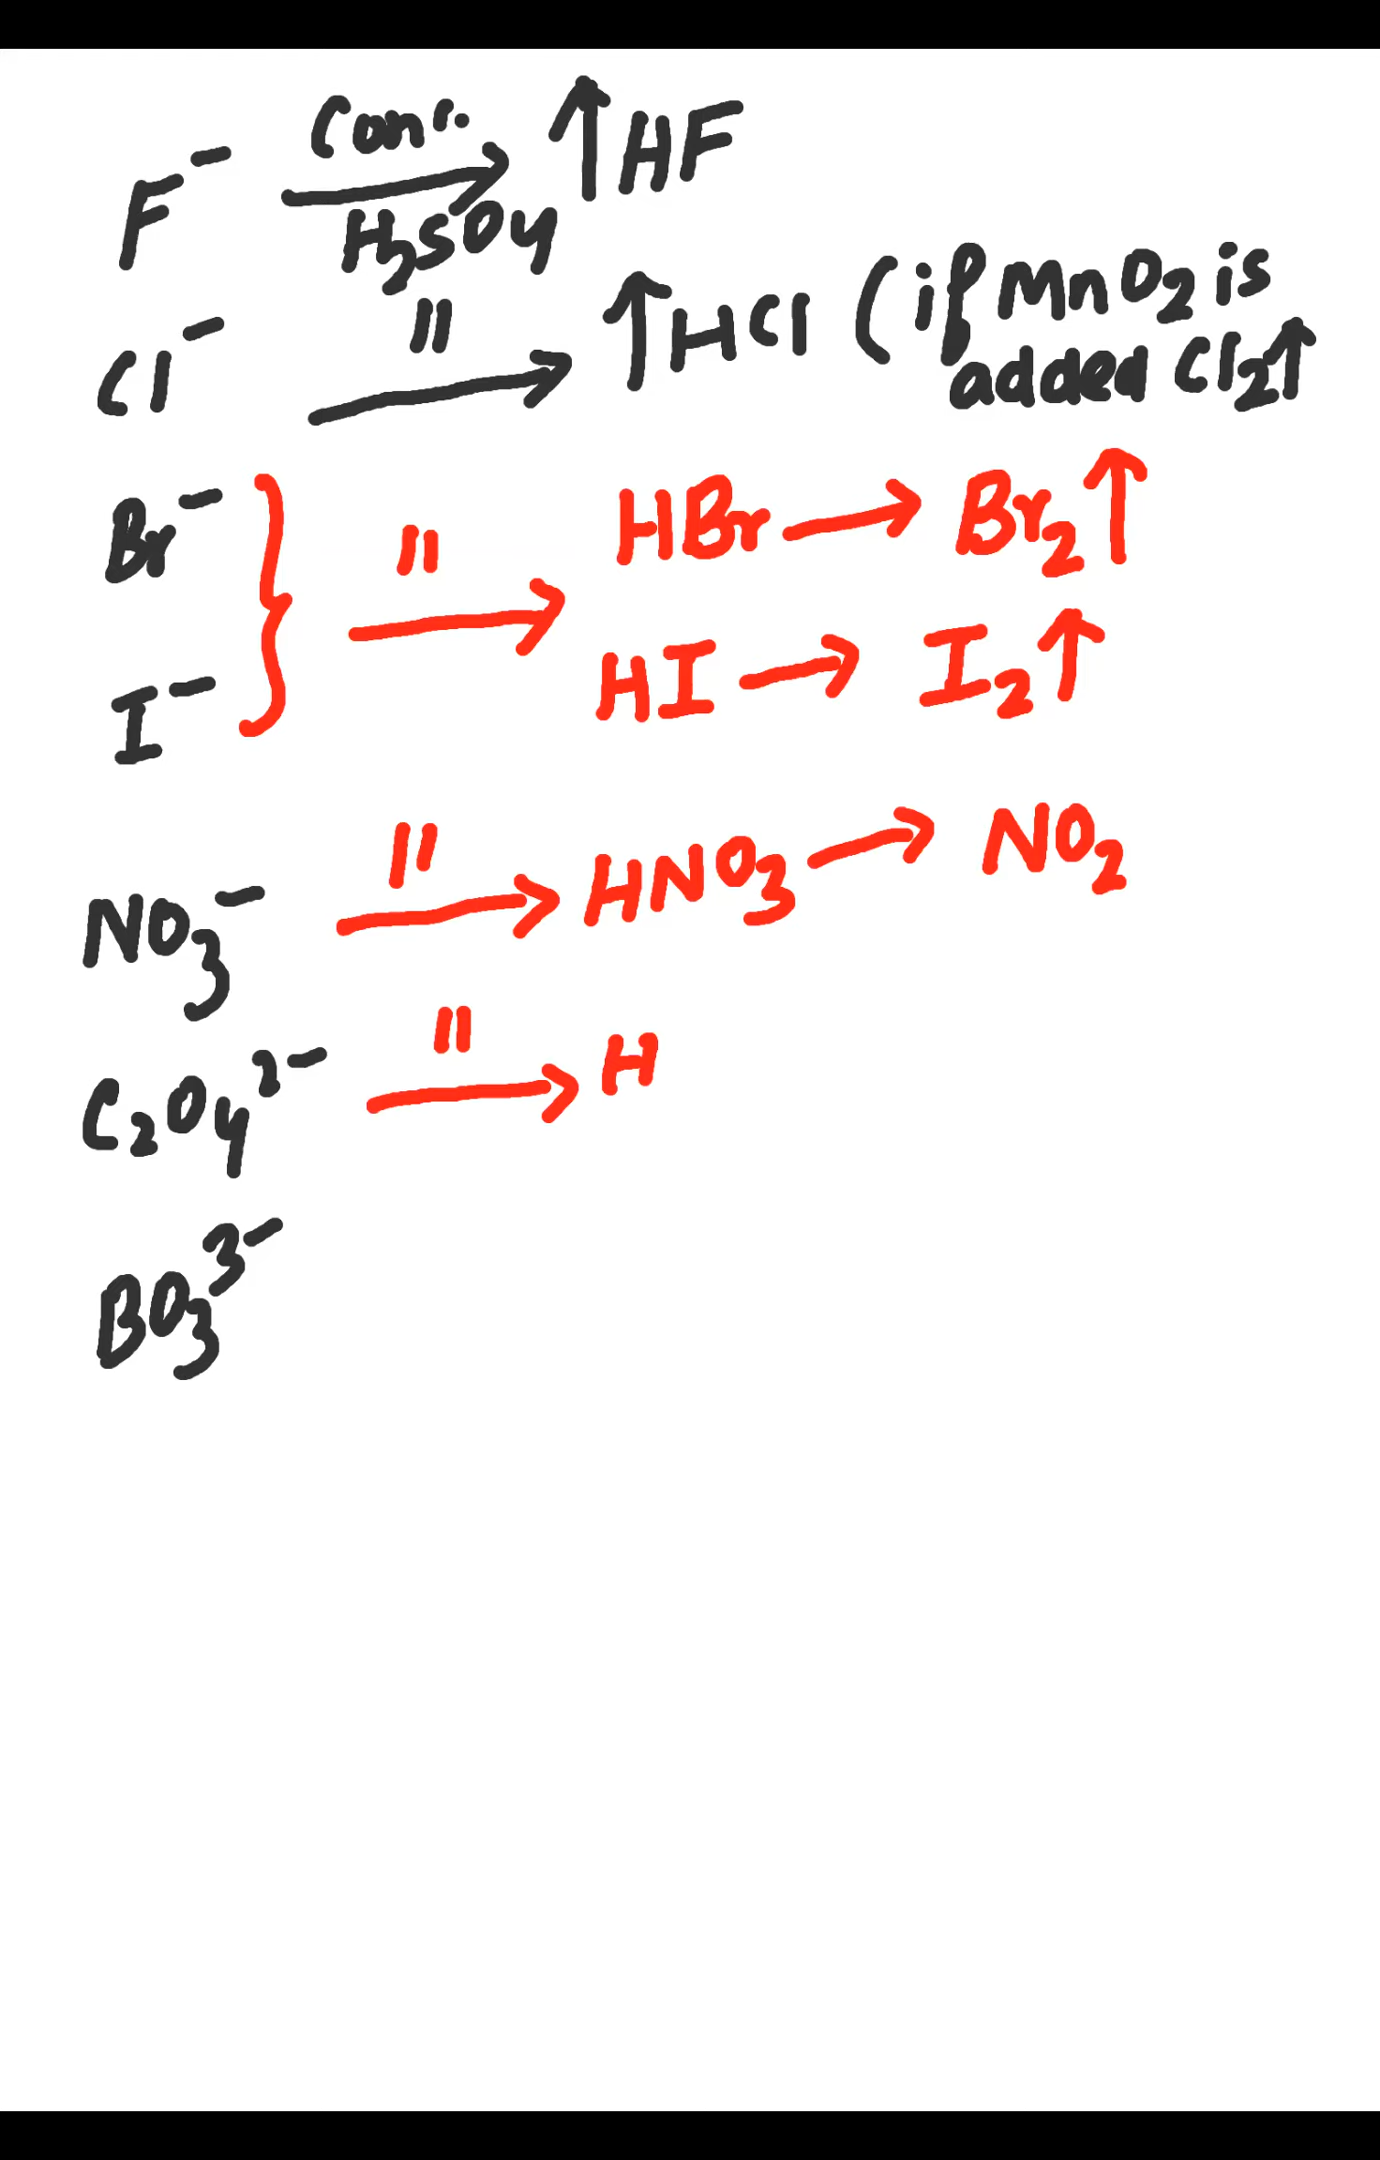 F⁻ Conc. H₂SO₄ → ↑HF
Cl⁻〃→ ↑HCl (if MnO₂ is
added Cl₂↑
Br⁻ } 〃→ HBr → Br₂↑
I⁻ HI → I₂↑
NO₃⁻ 〃→ HNO₃ → NO₂
C₂O₄²⁻ 〃→ H
BO₃³⁻